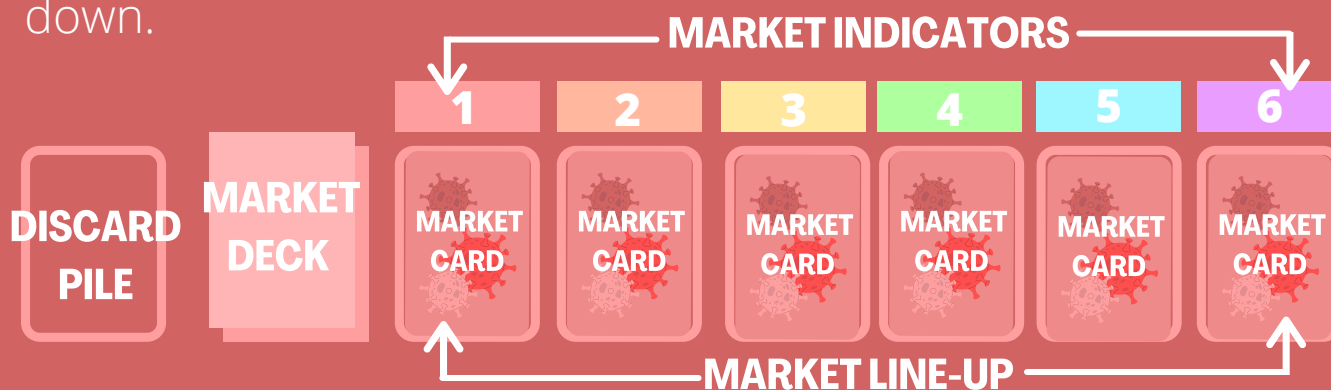 down.
MARKET INDICATORS
1 2 3 4 5 6
DISCARD
PILE
MARKET
DECK
MARKET
CARD
MARKET
CARD
MARKET
CARD
MARKET
CARD
MARKET
CARD
MARKET
CARD
MARKET LINE-UP